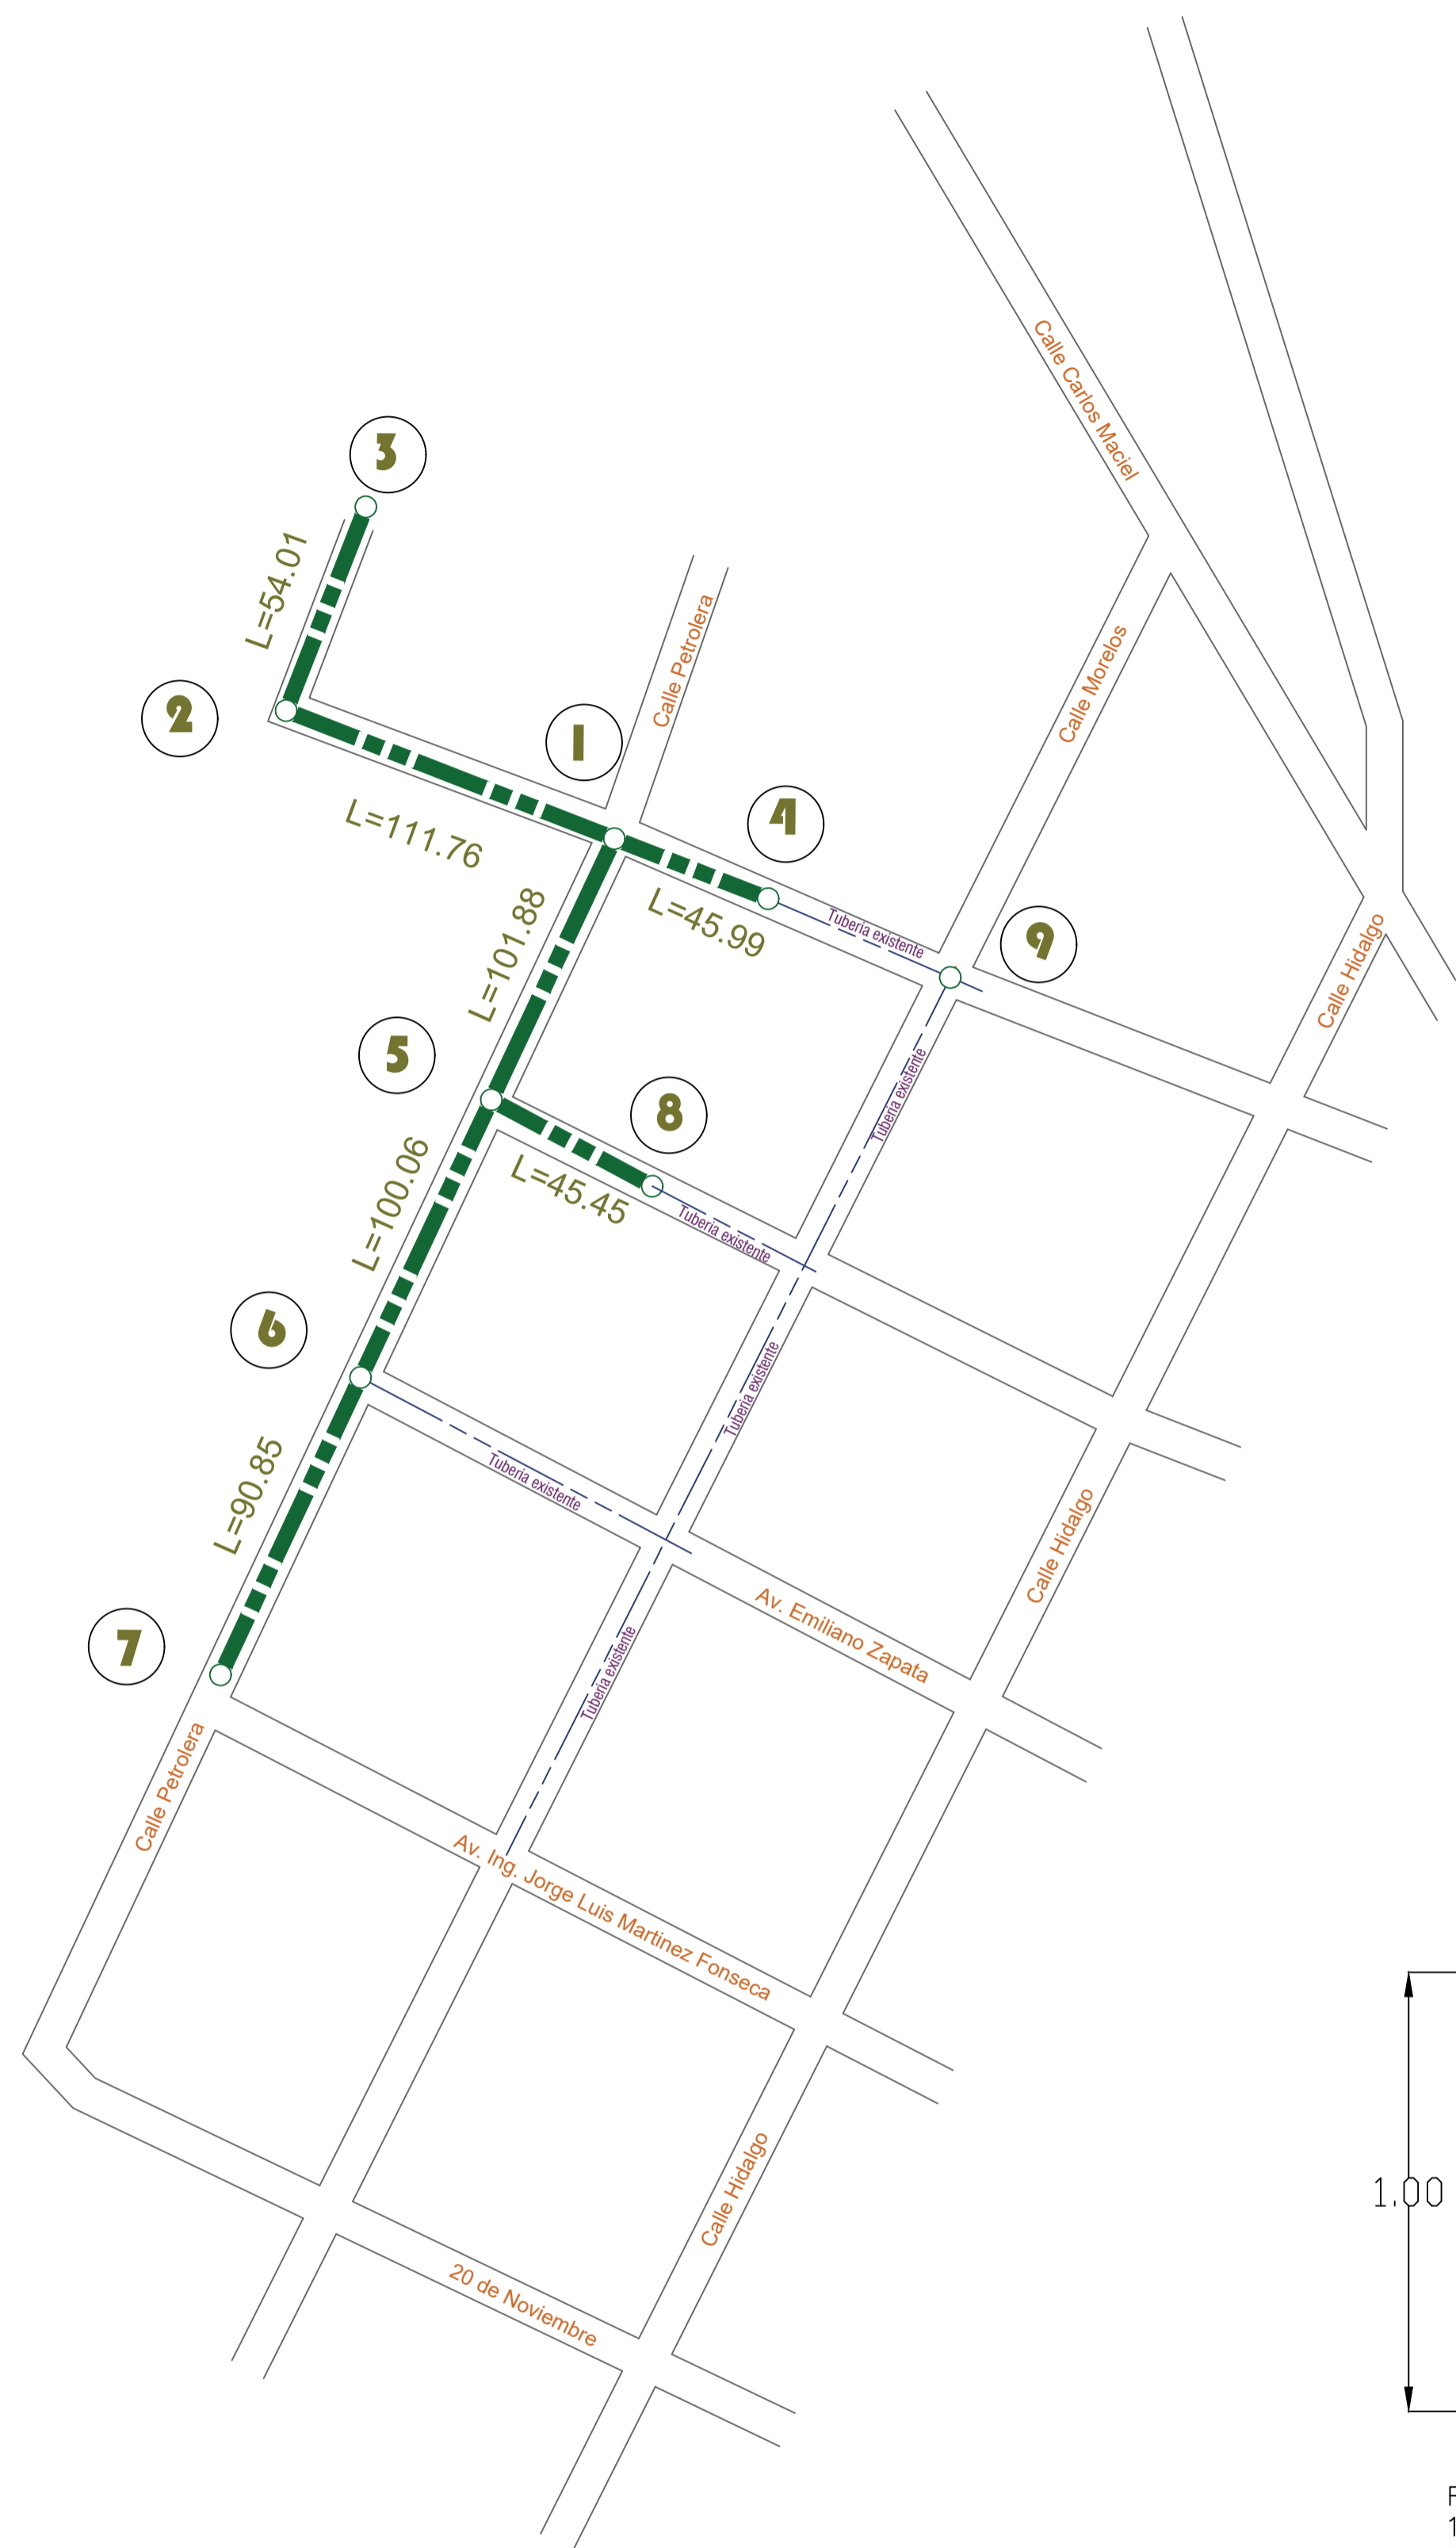 Calle Carlos Maciel
3
L=54.01
Calle Petrolera
Calle Morelos
2
1
4
L=111.76
L=45.99
Tuberia existente
9
Calle Hidalgo
L=101.88
5
8
Tuberia existente
L=100.06
L=45.45
Tuberia existente
6
Tuberia existente
L=90.85
Tuberia existente
Calle Hidalgo
7
Av. Emiliano Zapata
Tuberia existente
Calle Petrolera
Av. Ing. Jorge Luis Martinez Fonseca
Calle Hidalgo
1.00
20 de Noviembre